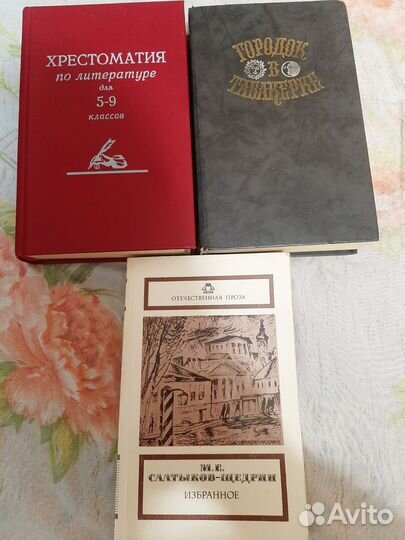 ХРЕСТОМАТИЯ
по литературе
для
5-9
классов
ГОРОДОК
В
ТАБАКЕРКЕ
ОТЕЧЕСТВЕННАЯ ПРОЗА
М.Е.
САЛТЫКОВ-ЩЕДРИН
ИЗБРАННОЕ
Avito